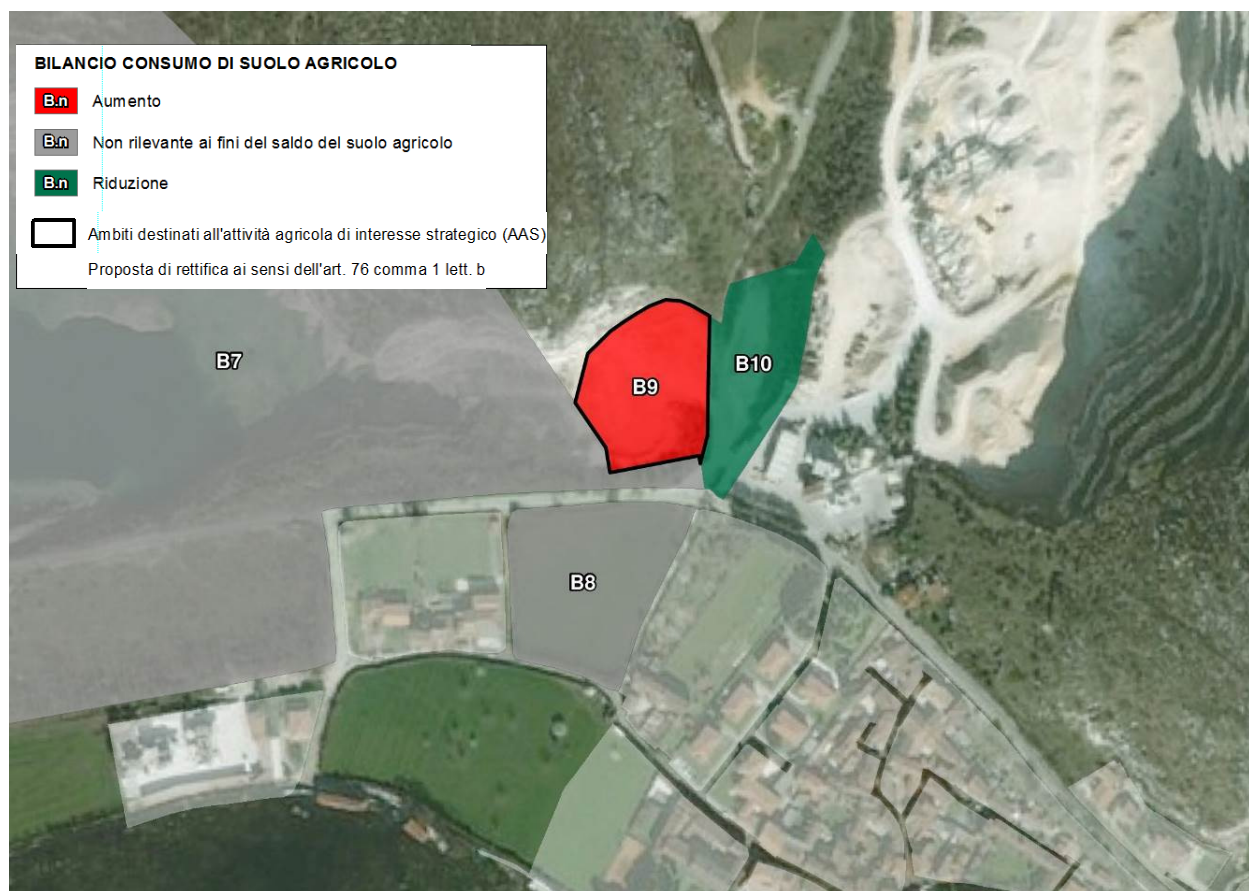 BILANCIO CONSUMO DI SUOLO AGRICOLO
B.n Aumento
B.n Non rilevante ai fini del saldo del suolo agricolo
B.n Riduzione
Ambiti destinati all'attività agricola di interesse strategico (AAS)
Proposta di rettifica ai sensi dell'art. 76 comma 1 lett. b
B7
B9
B10
B8